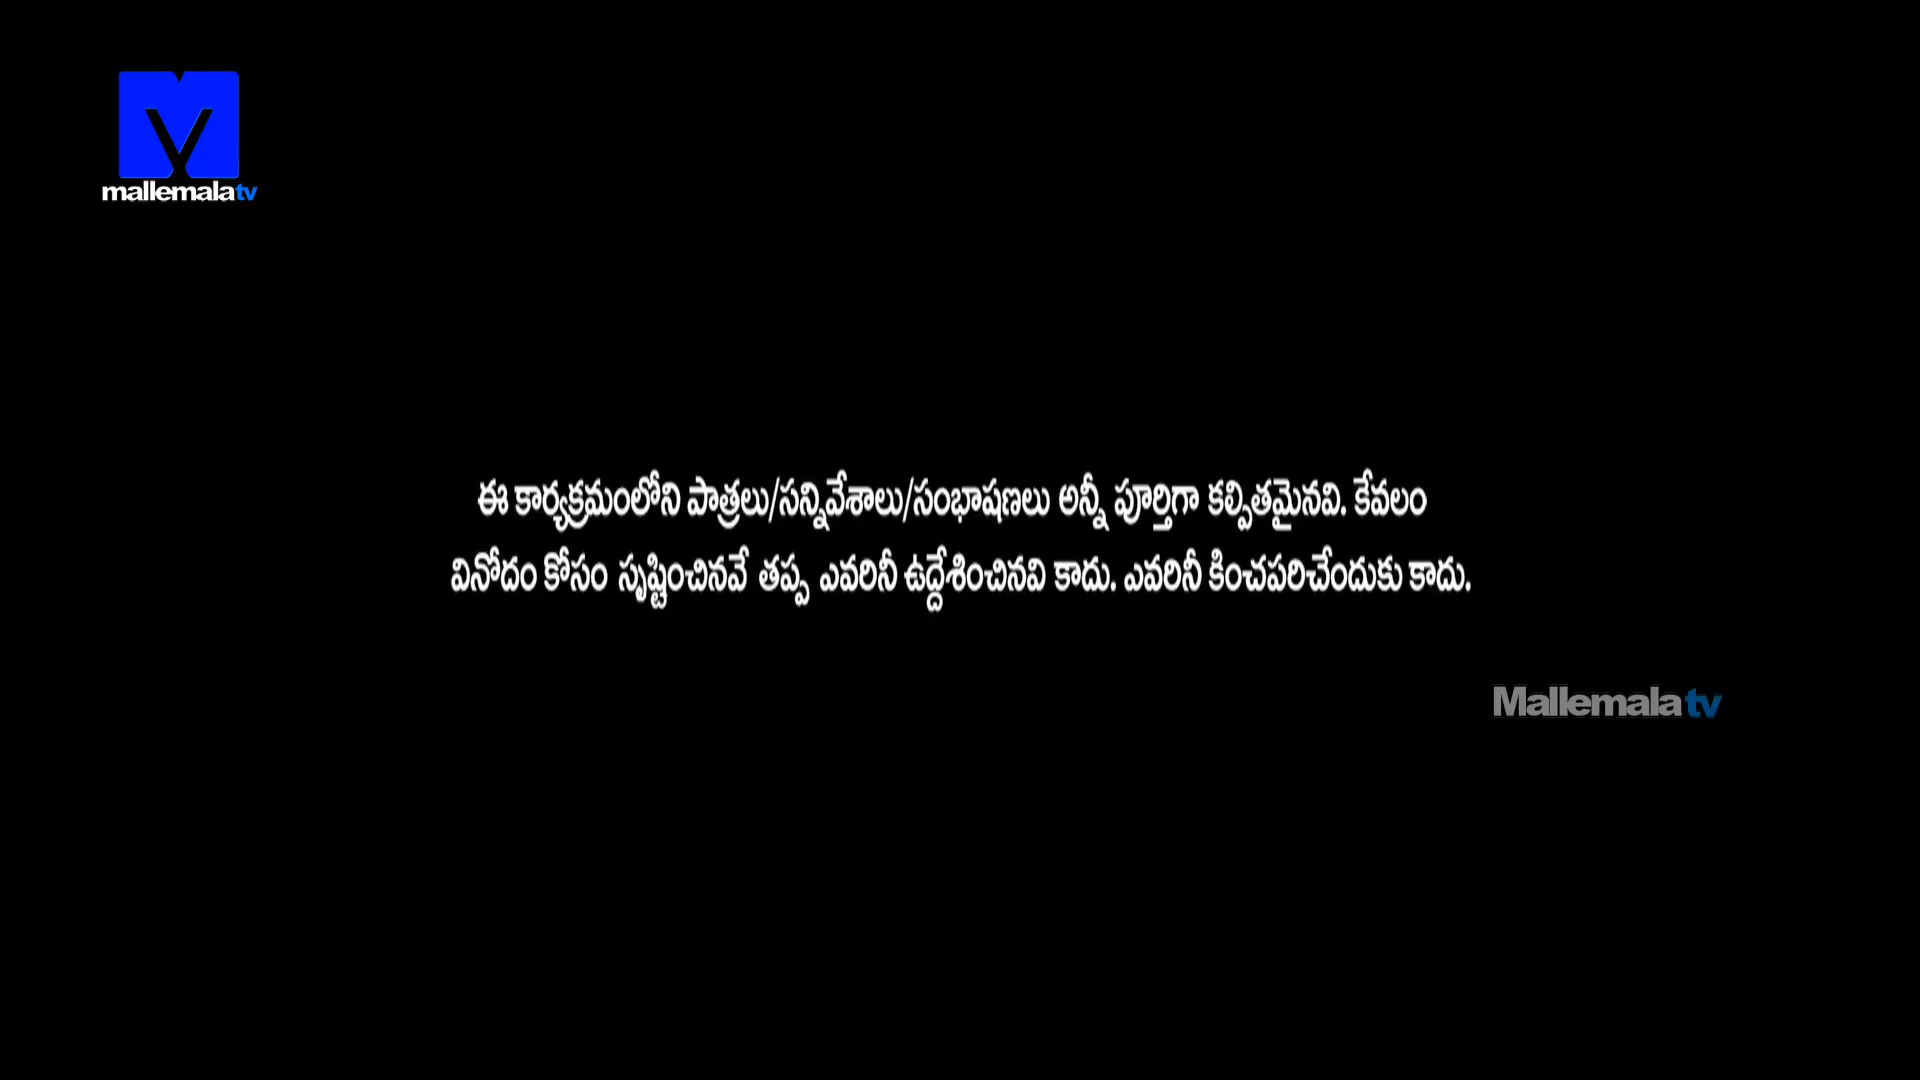 mallemalatv
ఈ కార్యక్రమంలోని పాత్రలు/సన్నివేశాలు/సంభాషణలు అన్నీ పూర్తిగా కల్పితమైనవి. కేవలం
వినోదం కోసం సృష్టించినవే తప్ప ఎవరినీ ఉద్దేశించినవి కాదు. ఎవరినీ కించపరిచేందుకు కాదు.
Mallemalatv